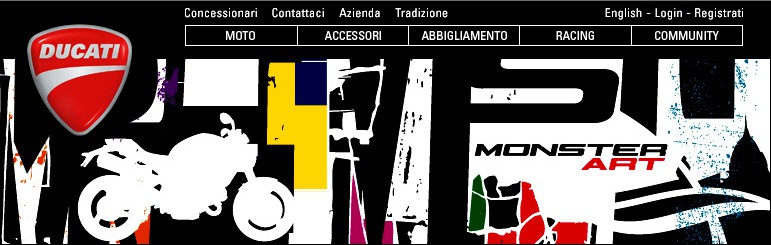 Concessionari Contattaci Azienda Tradizione English - Login - Registrati
MOTO ACCESSORI ABBIGLIAMENTO RACING COMMUNITY
DUCATI
MONSTER
ART